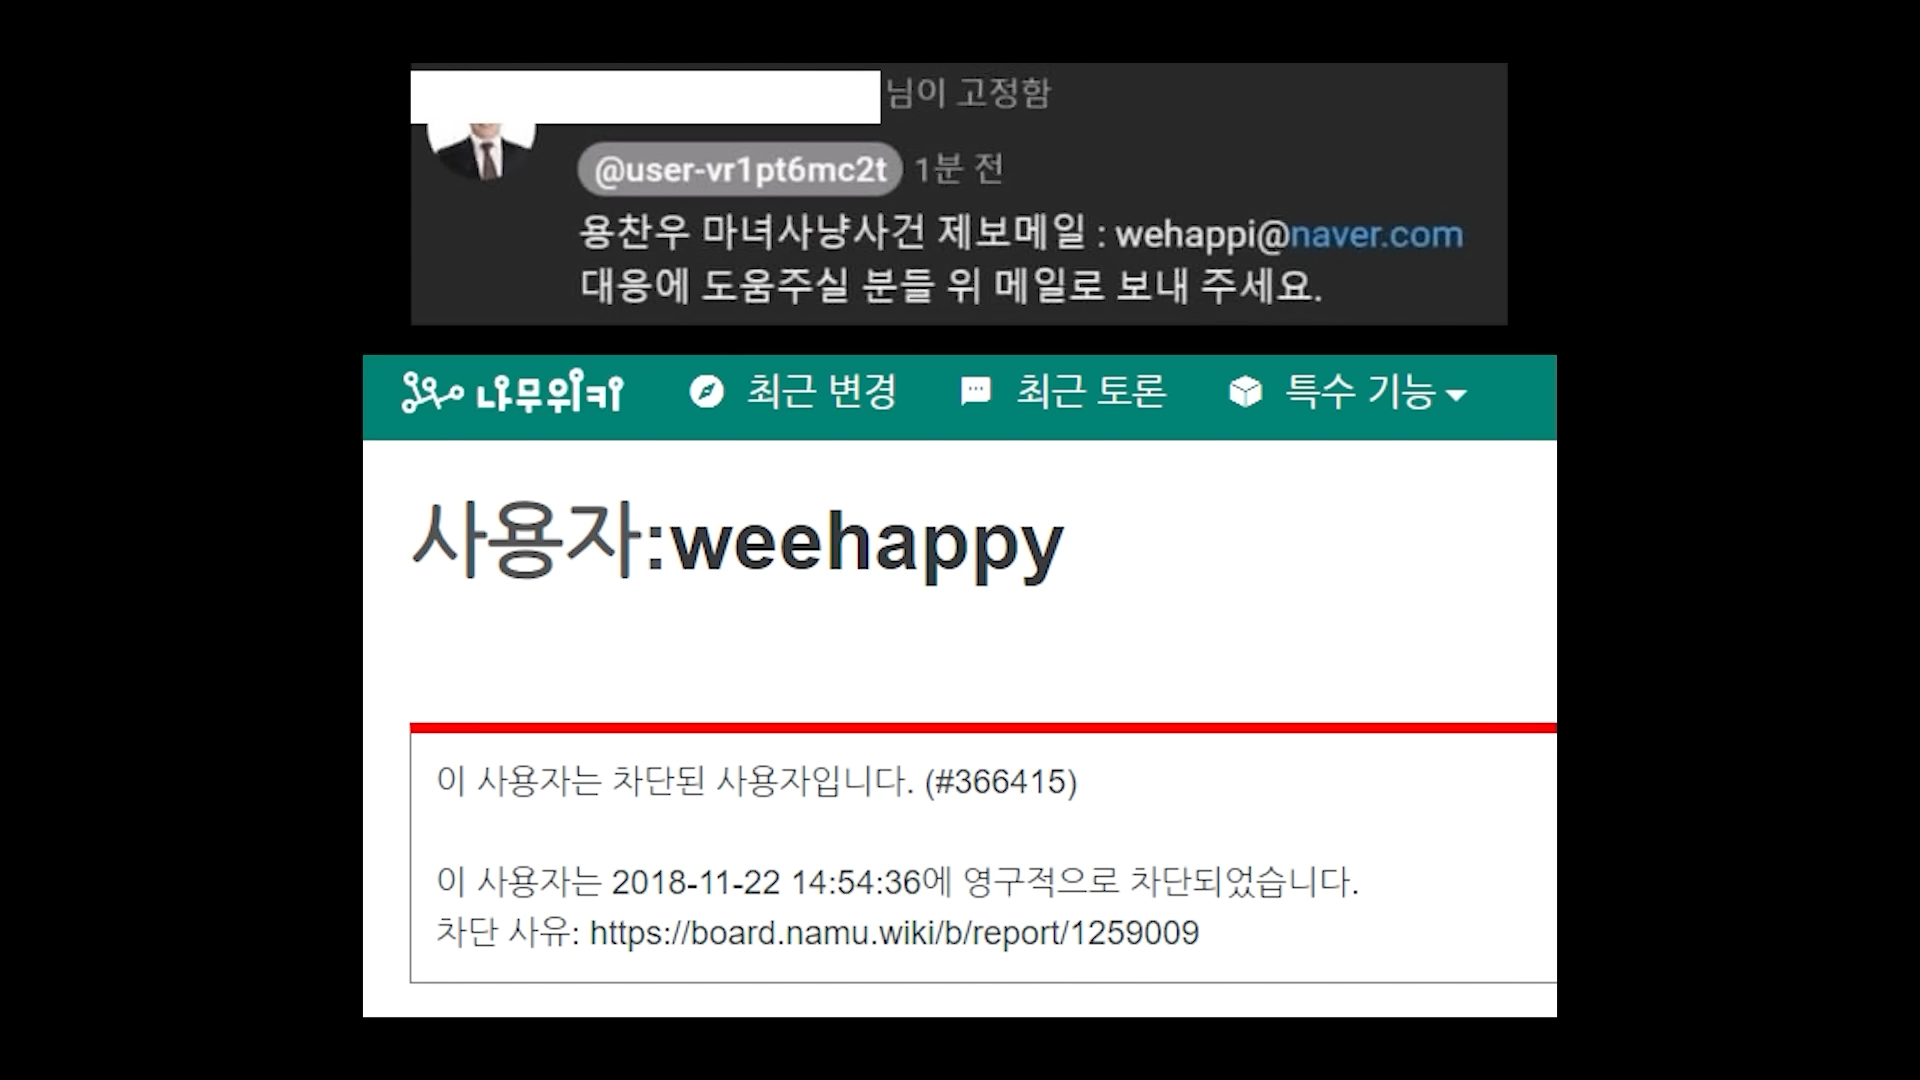 님이 고정함
@user-vr1pt6mc2t 1분 전
용찬우 마녀사냥사건 제보메일 : wehappi@naver.com
대응에 도움주실 분들 위 메일로 보내 주세요.
나무위키 최근 변경 최근 토론 특수 기능
사용자:weehappy
이 사용자는 차단된 사용자입니다. (#366415)
이 사용자는 2018-11-22 14:54:36에 영구적으로 차단되었습니다.
차단 사유: https://board.namu.wiki/b/report/1259009